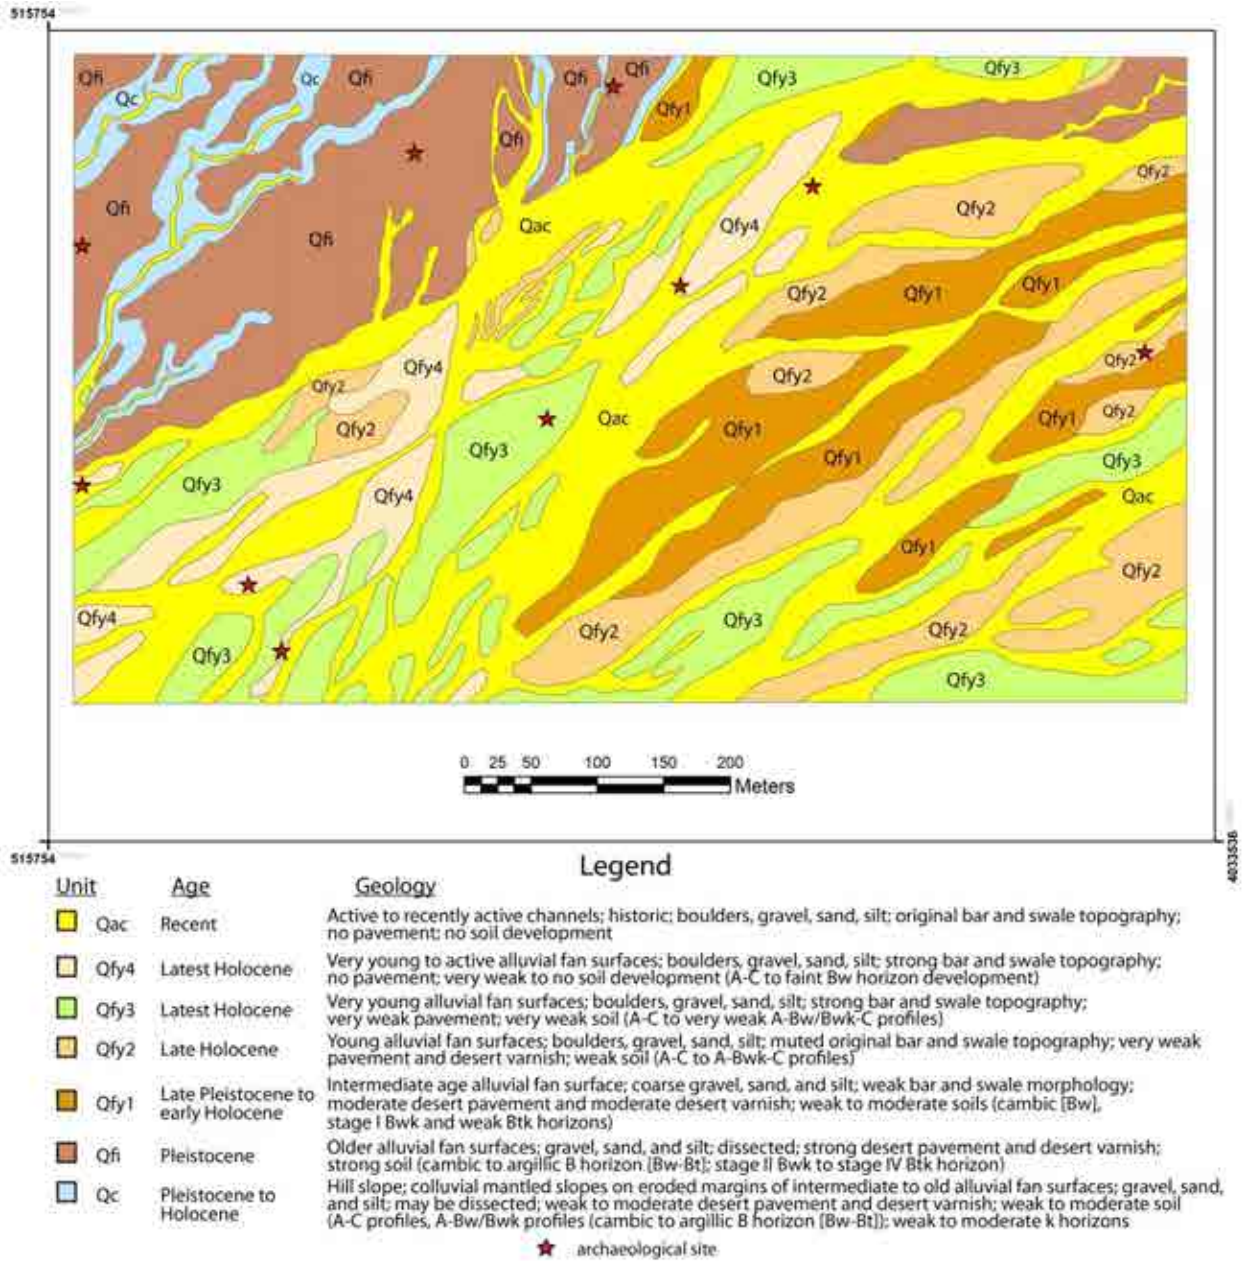 515754
Qfi
Qc
Qc
Qfi
Qfi
Qfi
Qfy1
Qfy3
Qfy3
Qfi
Qfi
Qfi
Qac
Qfy4
Qfy2
Qfy2
Qfy2
Qfy1
Qfy1
Qfy2
Qfy4
Qfy2
Qfy2
Qfy2
Qfy1
Qfy2
Qac
Qfy1
Qfy3
Qfy1
Qfy3
Qfy3
Qfy4
Qac
Qfy1
Qfy2
Qfy4
Qfy3
Qfy2
Qfy3
Qfy2
Qfy3
0 25 50 100 150 200
Meters
515754
4033536
Legend
Unit Age Geology
Qac Recent Active to recently active channels; historic; boulders, gravel, sand, silt; original bar and swale topography;
no pavement; no soil development
Qfy4 Latest Holocene Very young to active alluvial fan surfaces; boulders, gravel, sand, silt; strong bar and swale topography;
no pavement; very weak to no soil development (A-C to faint Bw horizon development)
Qfy3 Latest Holocene Very young alluvial fan surfaces; boulders, gravel, sand, silt; strong bar and swale topography;
very weak pavement; very weak soil (A-C to very weak A-Bw/Bwk-C profiles)
Qfy2 Late Holocene Young alluvial fan surfaces; boulders, gravel, sand, silt; muted original bar and swale topography; very weak
pavement and desert varnish; weak soil (A-C to A-Bwk-C profiles)
Qfy1 Late Pleistocene to early Holocene Intermediate age alluvial fan surface; coarse gravel, sand, and silt; weak bar and swale morphology;
moderate desert pavement and moderate desert varnish; weak to moderate soils (cambic [Bw],
stage I Bwk and weak Btk horizons)
Qfi Pleistocene Older alluvial fan surfaces; gravel, sand, and silt; dissected; strong desert pavement and desert varnish;
strong soil (cambic to argillic B horizon [Bw-Bt]; stage II Bwk to stage IV Btk horizon)
Qc Pleistocene to Holocene Hill slope; colluvial mantled slopes on eroded margins of intermediate to old alluvial fan surfaces; gravel, sand,
and silt; may be dissected; weak to moderate desert pavement and desert varnish; weak to moderate soil
(A-C profiles, A-Bw/Bwk profiles (cambic to argillic B horizon [Bw-Bt]); weak to moderate k horizons
archaeological site